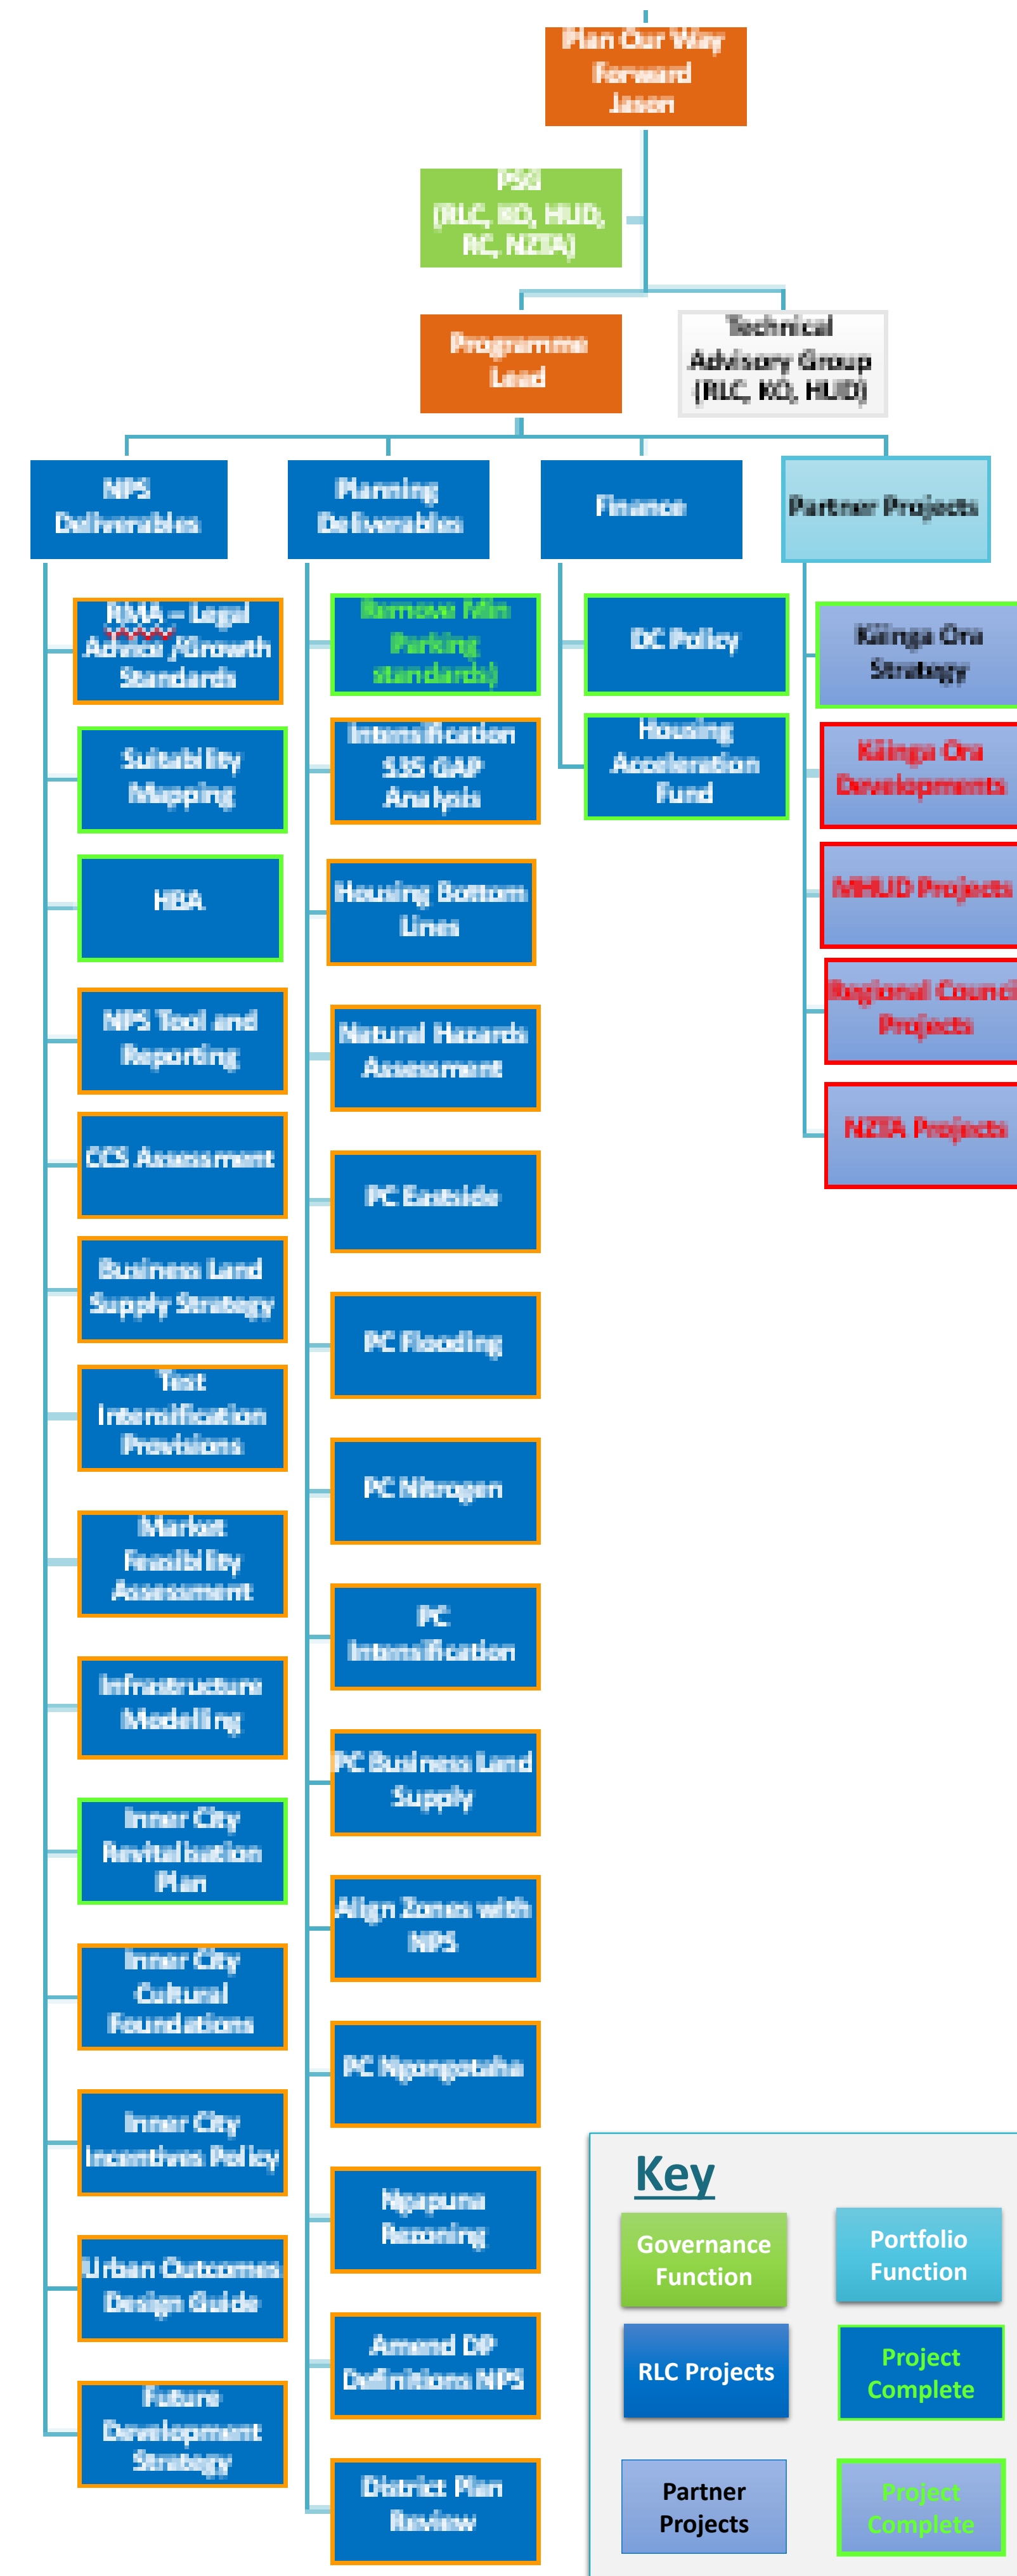 Plan Our Way
Forward
Jason
PSG
(RLC, KO, HUD,
RC, NZTA)
Programme
Lead
Technical
Advisory Group
(RLC, KO, HUD)
NPS
Deliverables
Planning
Deliverables
Finance
Partner Projects
RMA – Legal
Advice /Growth
Standards
Suitability
Mapping
HBA
NPS Tool and
Reporting
CCS Assessment
Business Land
Supply Strategy
Test
Intensification
Provisions
Market
Feasibility
Assessment
Infrastructure
Modelling
Inner City
Revitalisation
Plan
Inner City
Cultural
Foundations
Inner City
Incentives Policy
Urban Outcomes
Design Guide
Future
Development
Strategy
Remove Min
Parking
standards)
Intensification
S35 GAP
Analysis
Housing Bottom
Lines
Natural Hazards
Assessment
PC Eastside
PC Flooding
PC Nitrogen
PC
Intensification
PC Business Land
Supply
Align Zones with
NPS
PC Ngongotaha
Ngapuna
Rezoning
Amend DP
Definitions NPS
District Plan
Review
DC Policy
Housing
Acceleration
Fund
Kāinga Ora
Strategy
Kāinga Ora
Developments
MHUD Projects
Regional Counci
Projects
NZTA Projects
Key
Governance
Function
Portfolio
Function
RLC Projects
Project
Complete
Partner
Projects
Project
Complete